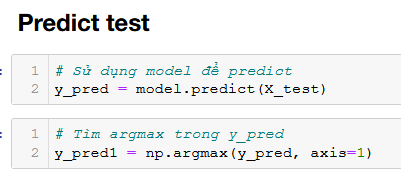 Predict test
1 # Sử dụng model để predict
2 y_pred = model.predict(X_test)
1 # Tìm argmax trong y_pred
2 y_pred1 = np.argmax(y_pred, axis=1)